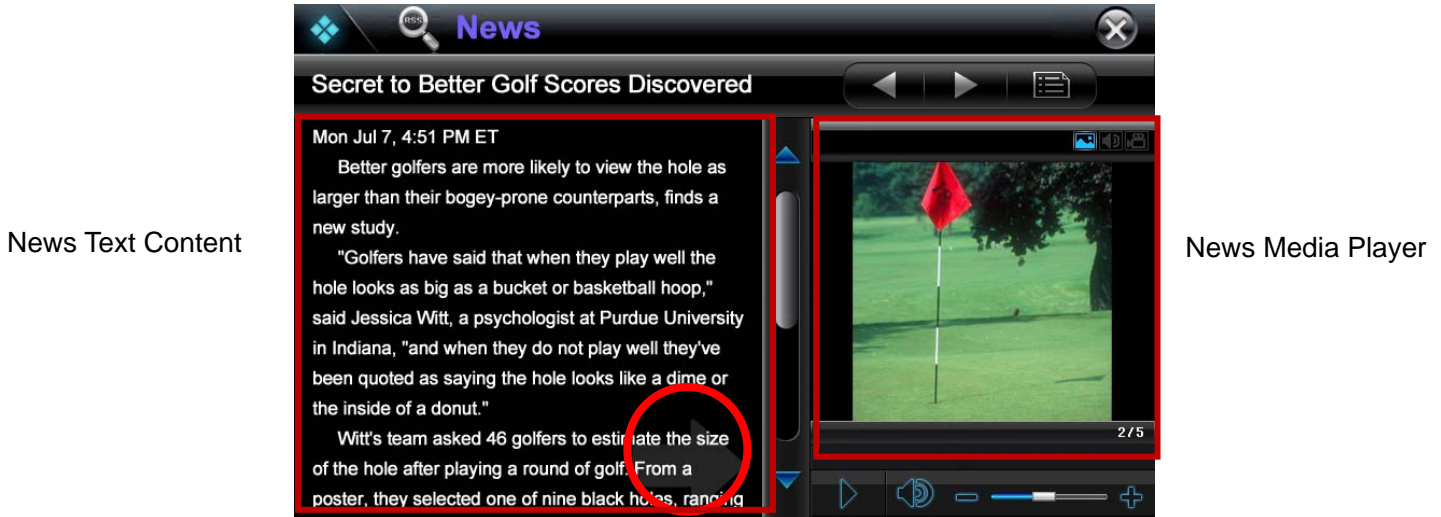 RSS
News
Secret to Better Golf Scores Discovered
Mon Jul 7, 4:51 PM ET
Better golfers are more likely to view the hole as
larger than their bogey-prone counterparts, finds a
new study.
"Golfers have said that when they play well the
hole looks as big as a bucket or basketball hoop,"
said Jessica Witt, a psychologist at Purdue University
in Indiana, "and when they do not play well they've
been quoted as saying the hole looks like a dime or
the inside of a donut."
Witt's team asked 46 golfers to estimate the size
of the hole after playing a round of golf. From a
poster, they selected one of nine black holes, ranging
2/5
News Text Content
News Media Player